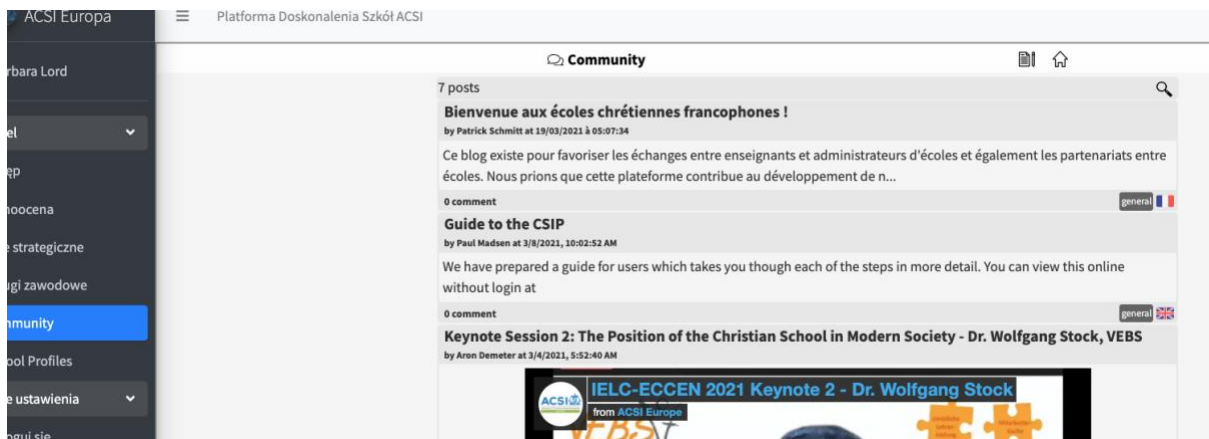 ACSI Europa
Platforma Doskonalenia Szkół ACSI
Lord
Community
7 posts
Bienvenue aux écoles chrétiennes francophones !
by Patrick Schmitt at 19/03/2021 à 05:07:34
Ce blog existe pour favoriser les échanges entre enseignants et administrateurs d'écoles et également les partenariats entre
écoles. Nous prions que cette plateforme contribue au développement de n...
0 comment
general
Guide to the CSIP
by Paul Madsen at 3/8/2021, 10:02:52 AM
We have prepared a guide for users which takes you though each of the steps in more detail. You can view this online
without login at
0 comment
general
Keynote Session 2: The Position of the Christian School in Modern Society - Dr. Wolfgang Stock, VEBS
by Aron Demeter at 3/4/2021, 5:52:40 AM
strategiczne
zawodowe
Profiles
ustawienia
się
ACSI
IELC-ECCEN 2021 Keynote 2 - Dr. Wolfgang Stock
from ACSI Europe
VEBS